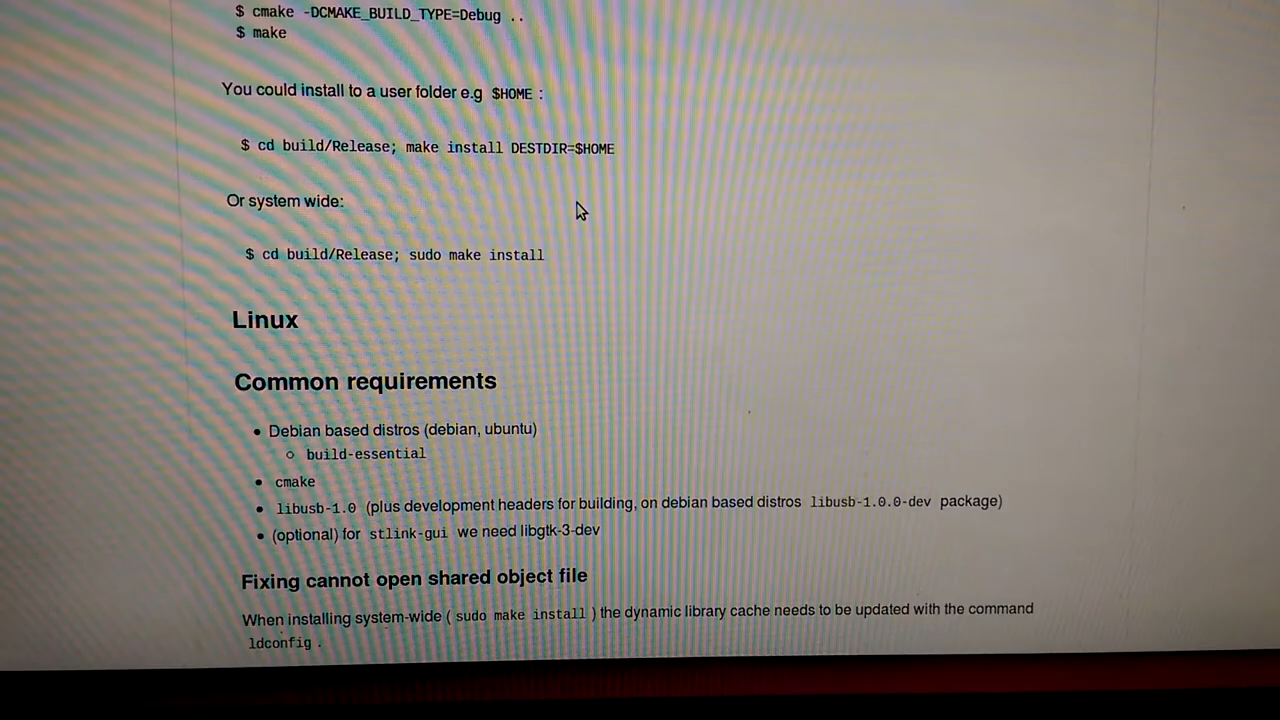 $ cmake -DCMAKE_BUILD_TYPE=Debug ..
$ make
You could install to a user folder e.g $HOME :
$ cd build/Release; make install DESTDIR=$HOME
Or system wide:
$ cd build/Release; sudo make install
Linux
Common requirements
• Debian based distros (debian, ubuntu)
○ build-essential
• cmake
• libusb-1.0 (plus development headers for building, on debian based distros libusb-1.0.0-dev package)
• (optional) for stlink-gui we need libgtk-3-dev
Fixing cannot open shared object file
When installing system-wide ( sudo make install ) the dynamic library cache needs to be updated with the command
ldconfig .